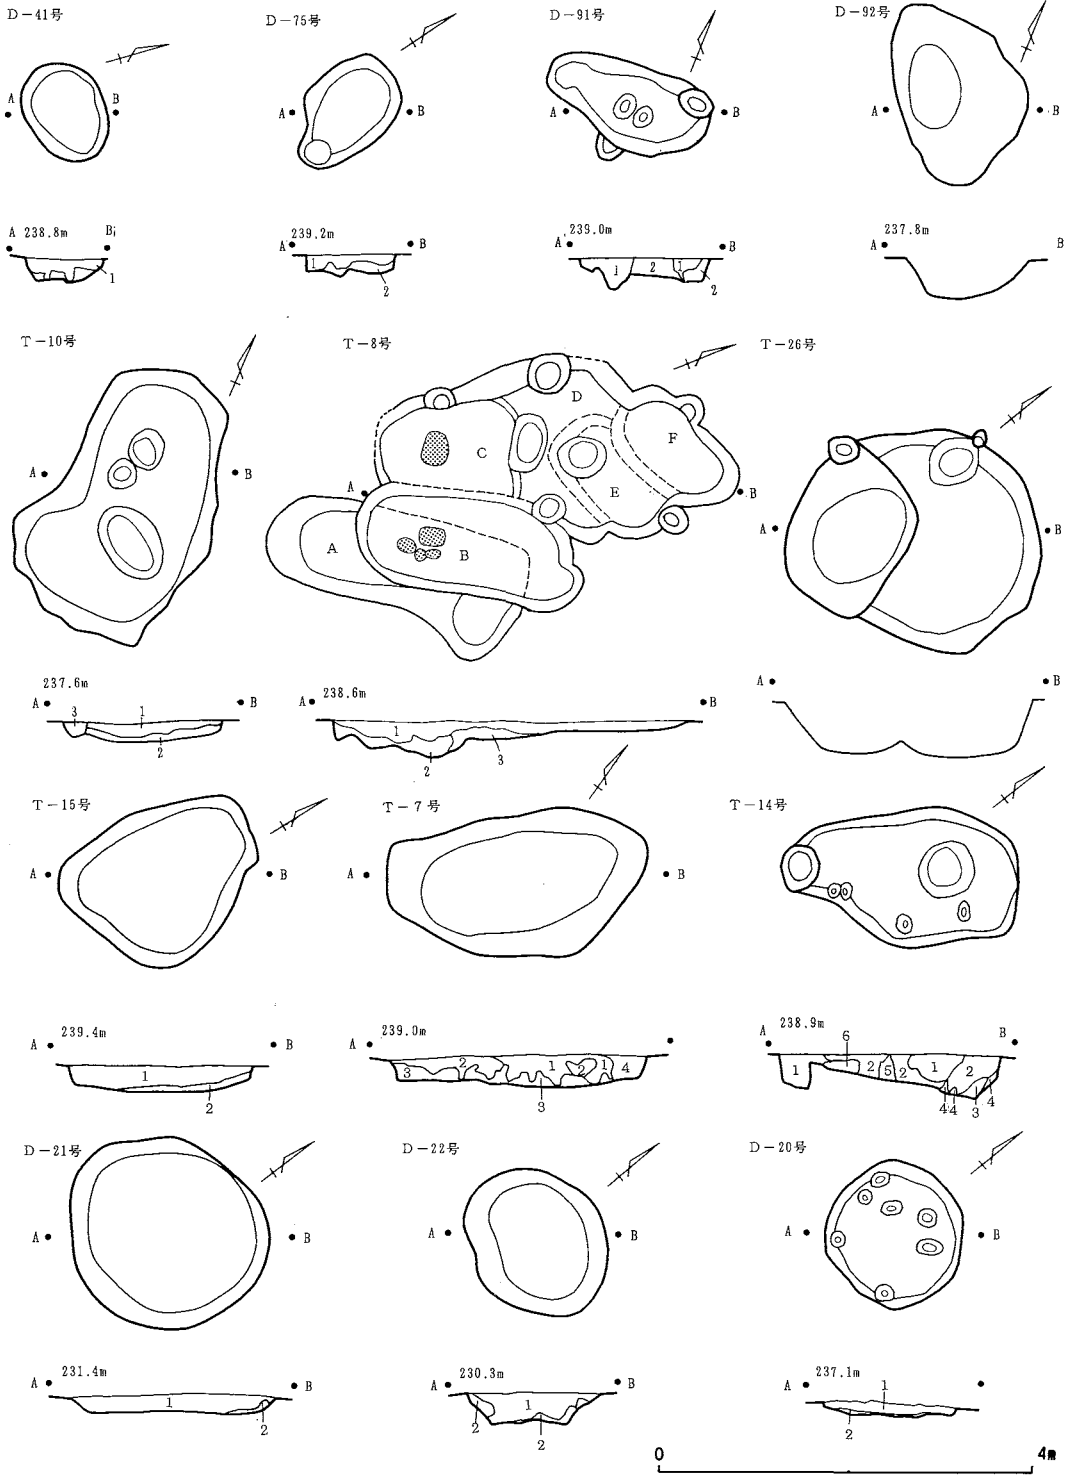 D-41号
A
B
A 238.8m B
1
D-75号
A
B
A 239.2m B
1
2
D-91号
A
B
A 239.0m B
1
2
1
2
D-92号
A
B
A 237.8m B
T-10号
A
B
237.6m
A
B
3
1
2
T-8号
A
B
C
D
E
F
A
B
238.6m
A
B
1
2
3
T-26号
A
B
A
B
T-15号
A
B
239.4m
A
B
1
2
T-7号
A
B
239.0m
A
3
2
1
2
1
4
3
T-14号
A
B
238.9m
A
B
6
1
2
5
2
1
2
4
4
3
4
D-21号
A
B
A 231.4m B
1
2
D-22号
A
B
A 230.3m B
1
2
2
D-20号
A
B
A 237.1m
1
2
0
4m